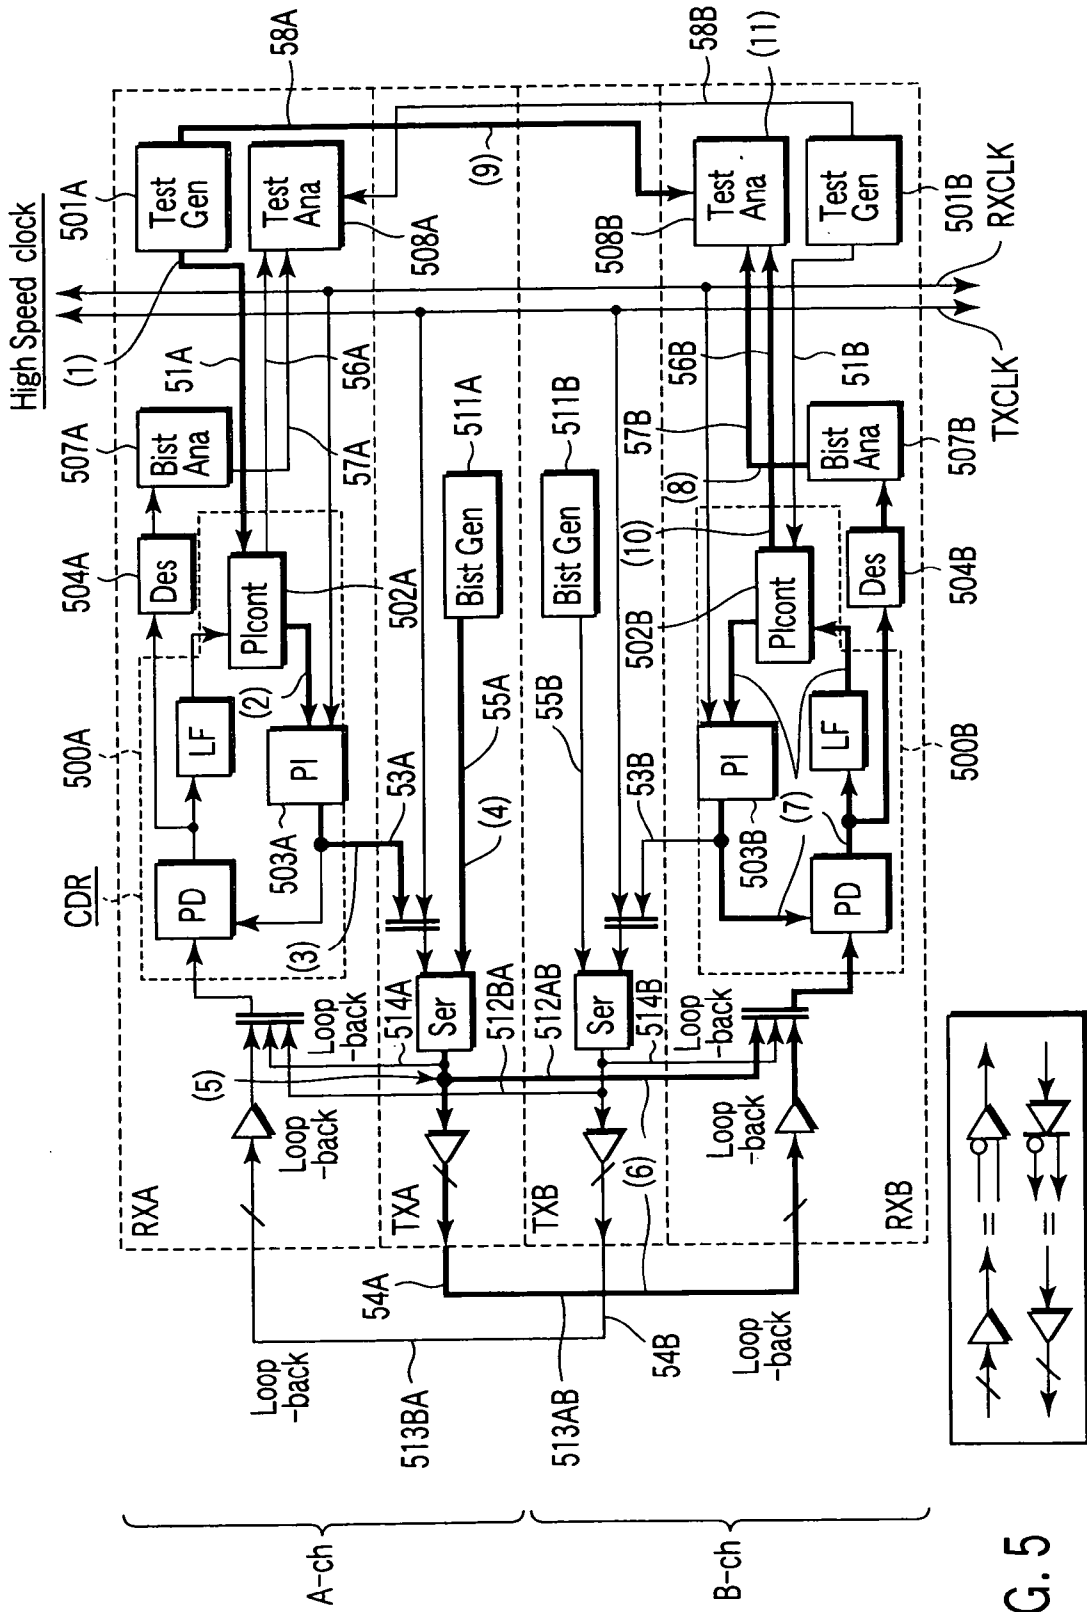 High Speed clock
501A
58A
(1)
Test
Gen
Test
Ana
508A
(9)
58B
508B
Test
Ana
(11)
Test
Gen
501B
RXCLK
TXCLK
507A
Bist
Ana
51A
56A
57A
504A
Des
500A
CDR
LF
PIcont
502A
(2)
PI
503A
PD
(3)
53A
511A
Bist Gen
55A
(4)
511B
Bist Gen
55B
57B
56B
51B
(8)
(10)
502B
PIcont
Bist
Ana
507B
Des
504B
PI
503B
53B
LF
(7)
PD
500B
Ser
514A
512BA
Ser
512AB
514B
Loop
-back
Loop
-back
(5)
Loop
-back
Loop
-back
(6)
RXA
TXA
TXB
RXB
54A
54B
Loop
-back
513BA
513AB
Loop
-back
A-ch
B-ch
=
=
G. 5